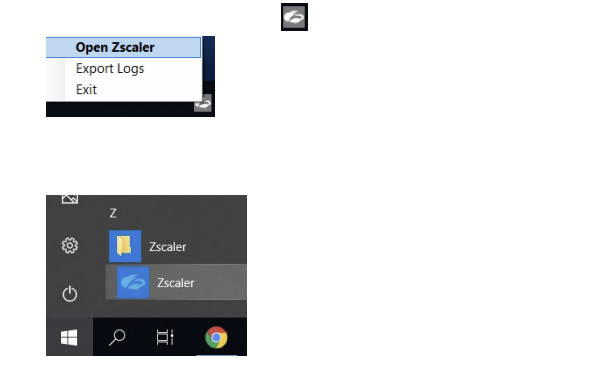 Open Zscaler
Export Logs
Exit
Z
Zscaler
Zscaler